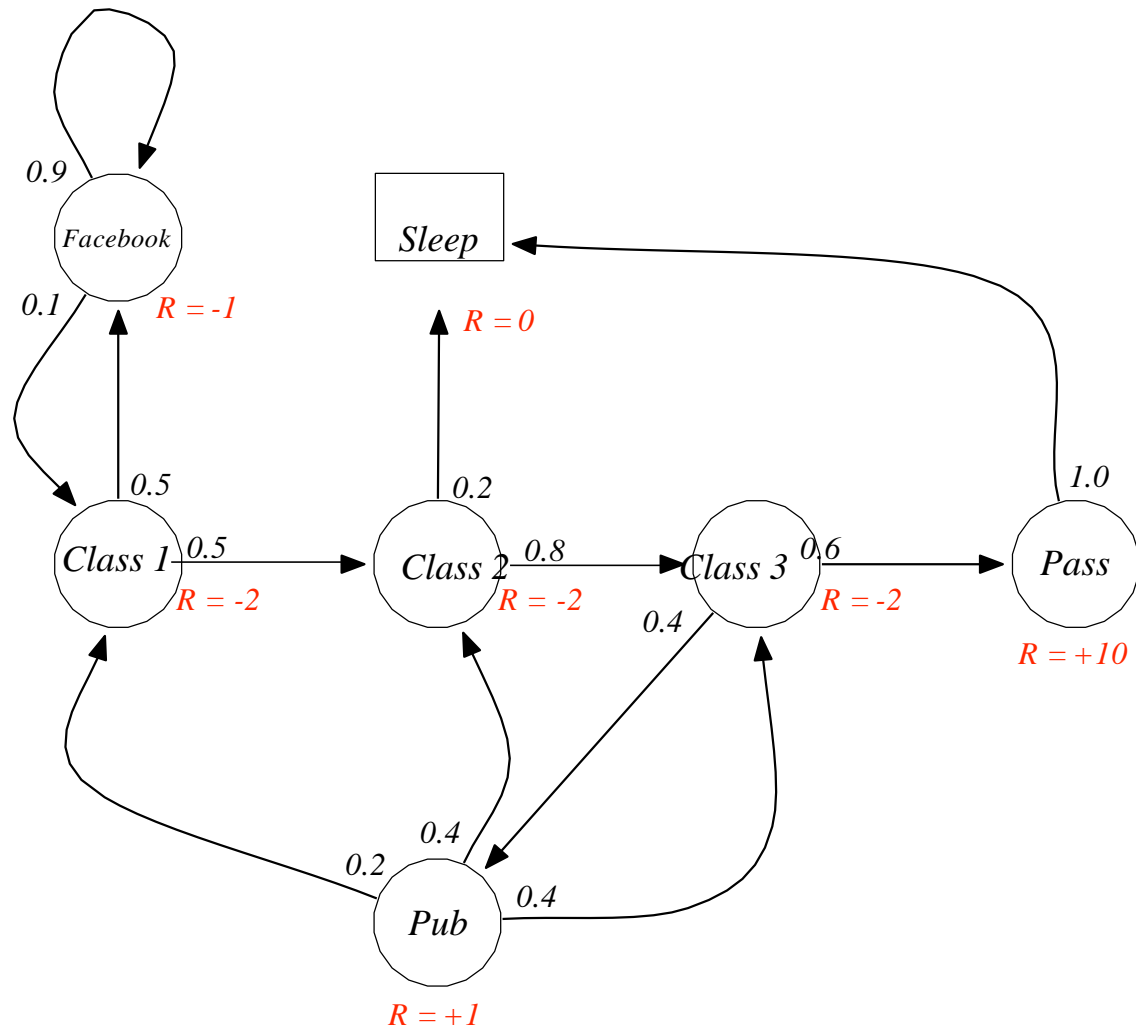 0.9
Facebook
Sleep
0.1
R = -1
R = 0
0.5
0.2
1.0
Class 1
0.5
Class 2
0.8
Class 3
0.6
Pass
R = -2
R = -2
R = -2
0.4
R = +10
0.4
0.2
0.4
Pub
R = +1